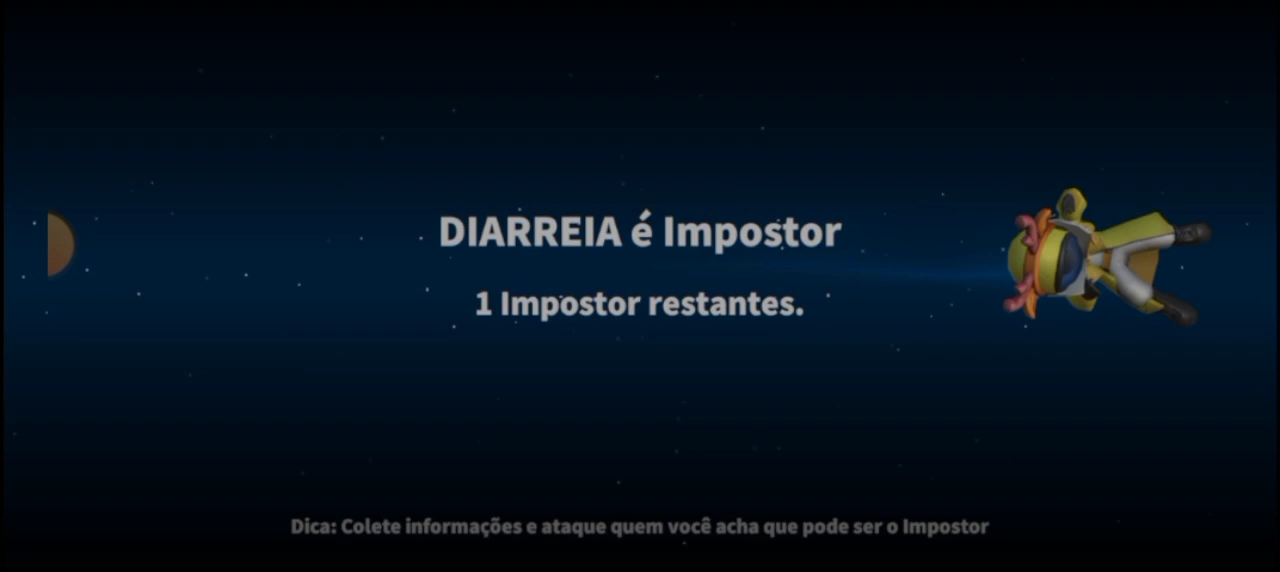 DIARREIA é Impostor
1 Impostor restantes.
Dica: Colete informações e ataque quem você acha que pode ser o Impostor